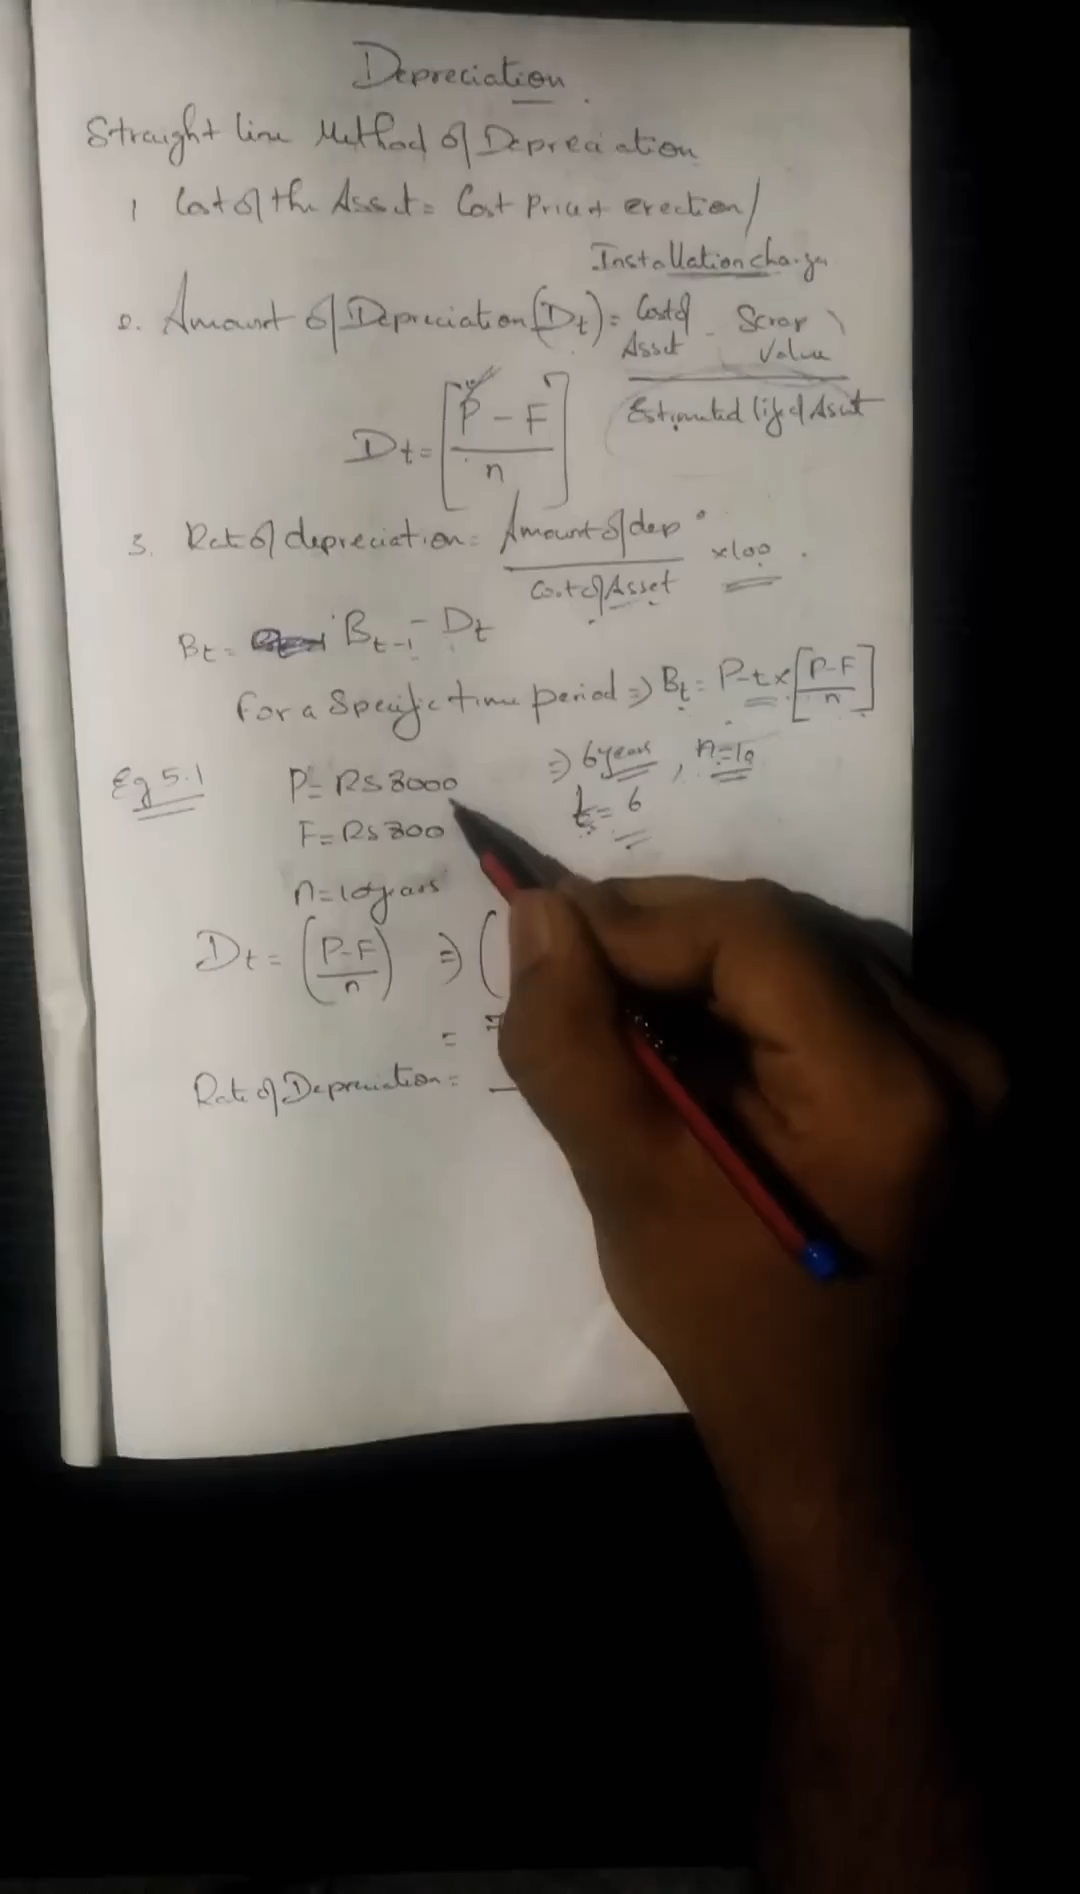 Depreciation
Straight line Method of Depreciation
1 Cost of the Asset = Cost Price + erection/
Installation charges
2. Amount of Depreciation (Dt) = Cost of Asset - Scrap Value
Estimated life of Asset
Dt = [P - F / n]
3. Rate of depreciation = Amount of dep / Cost of Asset x 100
Bt = Bt-1 - Dt
For a Specific time period => Bt = P - t x [P-F / n]
Eg 5.1 P = RS 8000 => 6 years, n = 10
F = RS 800 t = 6
n = 10 years
Dt = (P-F / n) => (
=
Rate of Depreciation =